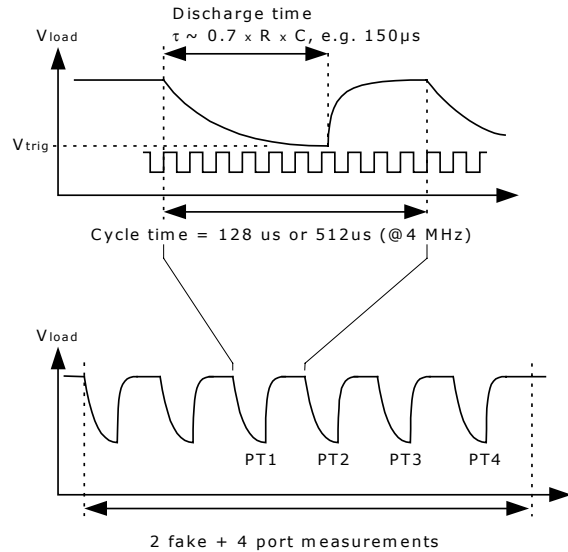 Discharge time
τ ~ 0.7 x R x C, e.g. 150µs
Vload
Vtrig
Cycle time = 128 us or 512us (@4 MHz)
Vload
PT1 PT2 PT3 PT4
2 fake + 4 port measurements